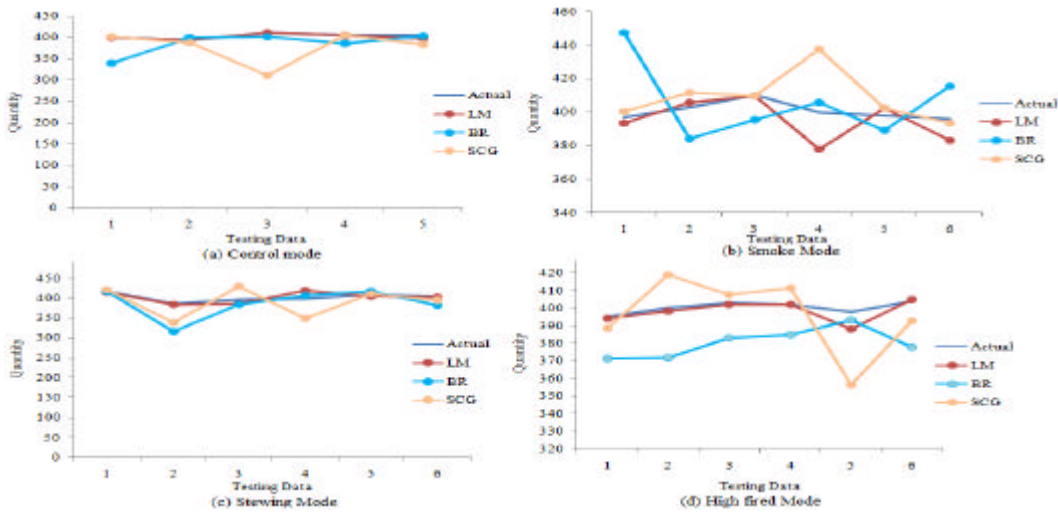 450
400
350
300
250
200
150
100
50
0
Quantity
Actual
LM
BR
SCG
1 2 3 4 5
Testing Data
(a) Control mode
460
440
420
400
380
360
340
Quantity
Actual
LM
BR
SCG
1 2 3 4 5 6
Testing Data
(b) Smoke Mode
450
400
350
300
250
200
150
100
50
0
Quantity
Actual
LM
BR
SCG
1 2 3 4 5 6
Testing Data
(c) Stewing Mode
420
410
400
390
380
370
360
350
340
330
320
Quantity
Actual
LM
BR
SCG
1 2 3 4 5 6
Testing Data
(d) High fired Mode